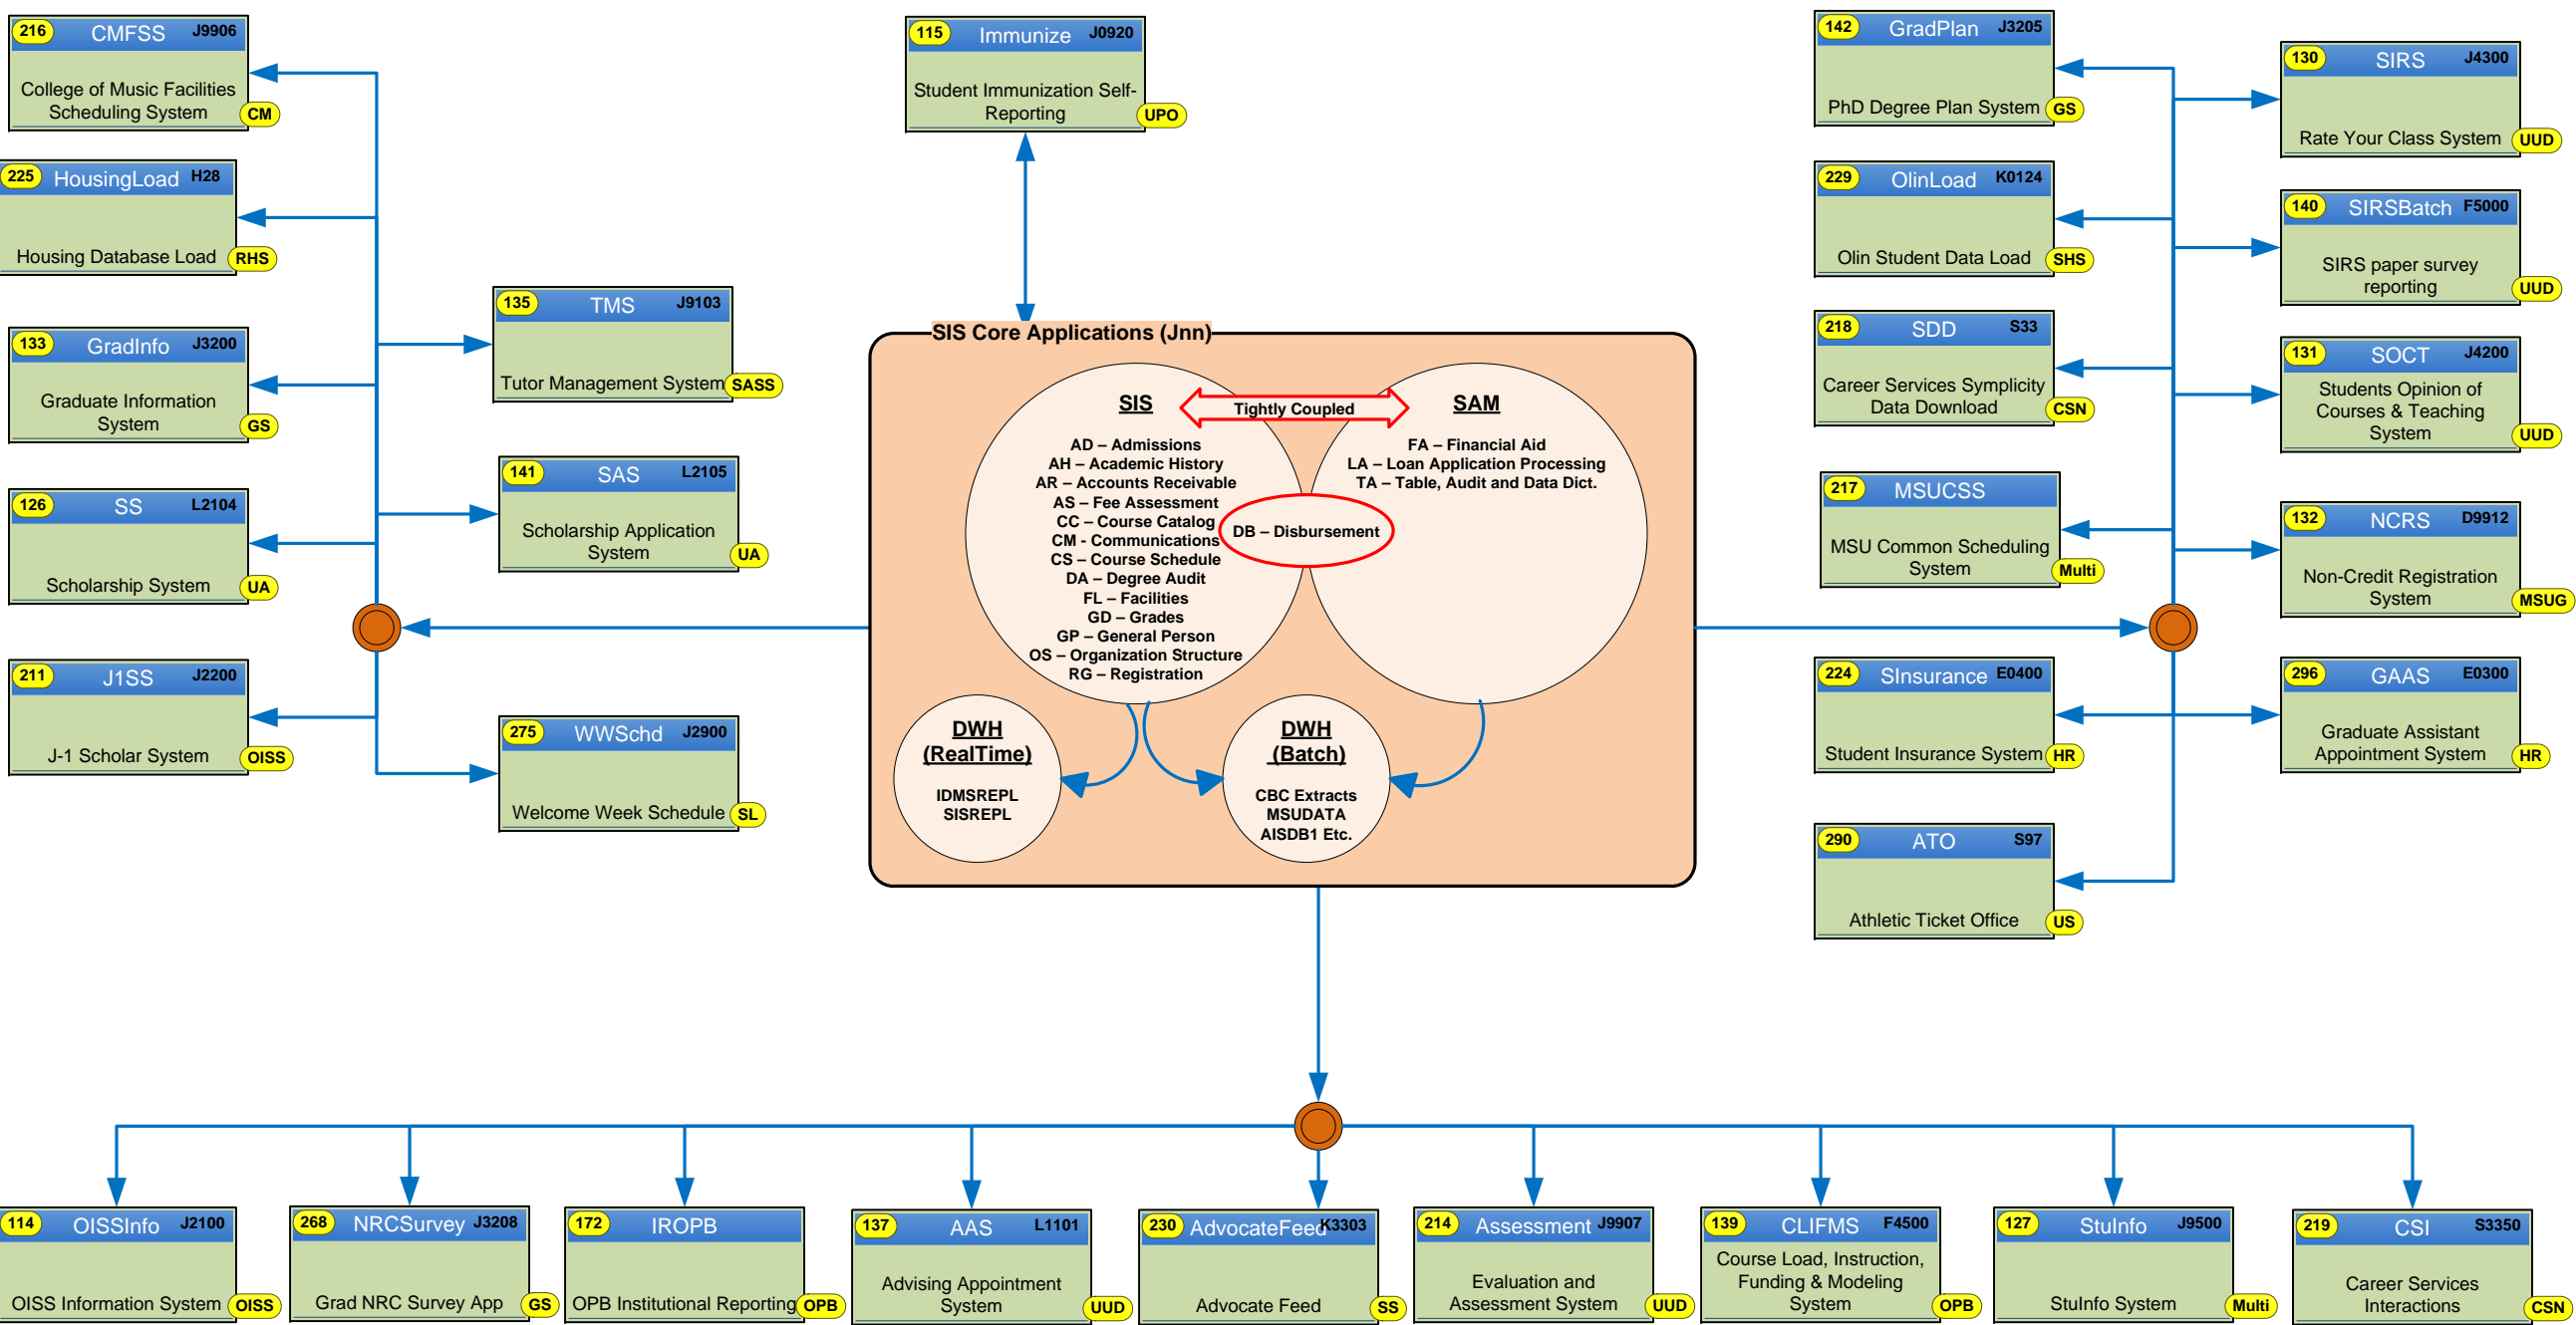 216 CMFSS J9906
College of Music Facilities
Scheduling System
CM
225 HousingLoad H28
Housing Database Load
RHS
133 GradInfo J3200
Graduate Information
System
GS
126 SS L2104
Scholarship System
UA
211 J1SS J2200
J-1 Scholar System
OISS
135 TMS J9103
Tutor Management System
SASS
141 SAS L2105
Scholarship Application
System
UA
275 WWSchd J2900
Welcome Week Schedule
SL
115 Immunize J0920
Student Immunization Self-
Reporting
UPO
SIS Core Applications (Jnn)
SIS
Tightly Coupled
SAM
AD – Admissions
AH – Academic History
AR – Accounts Receivable
AS – Fee Assessment
CC – Course Catalog
CM - Communications
CS – Course Schedule
DA – Degree Audit
FL – Facilities
GD – Grades
GP – General Person
OS – Organization Structure
RG – Registration
FA – Financial Aid
LA – Loan Application Processing
TA – Table, Audit and Data Dict.
DB – Disbursement
DWH
(RealTime)
IDMSREPL
SISREPL
DWH
(Batch)
CBC Extracts
MSUDATA
AISDB1 Etc.
142 GradPlan J3205
PhD Degree Plan System
GS
229 OlinLoad K0124
Olin Student Data Load
SHS
218 SDD S33
Career Services Symplicity
Data Download
CSN
217 MSUCSS
MSU Common Scheduling
System
Multi
224 SInsurance E0400
Student Insurance System
HR
290 ATO S97
Athletic Ticket Office
US
130 SIRS J4300
Rate Your Class System
UUD
140 SIRSBatch F5000
SIRS paper survey
reporting
UUD
131 SOCT J4200
Students Opinion of
Courses & Teaching
System
UUD
132 NCRS D9912
Non-Credit Registration
System
MSUG
296 GAAS E0300
Graduate Assistant
Appointment System
HR
114 OISSInfo J2100
OISS Information System
OISS
268 NRCSurvey J3208
Grad NRC Survey App
GS
172 IROPB
OPB Institutional Reporting
OPB
137 AAS L1101
Advising Appointment
System
UUD
230 AdvocateFeed K3303
Advocate Feed
SS
214 Assessment J9907
Evaluation and
Assessment System
UUD
139 CLIFMS F4500
Course Load, Instruction,
Funding & Modeling
System
OPB
127 StuInfo J9500
StuInfo System
Multi
219 CSI S3350
Career Services
Interactions
CSN